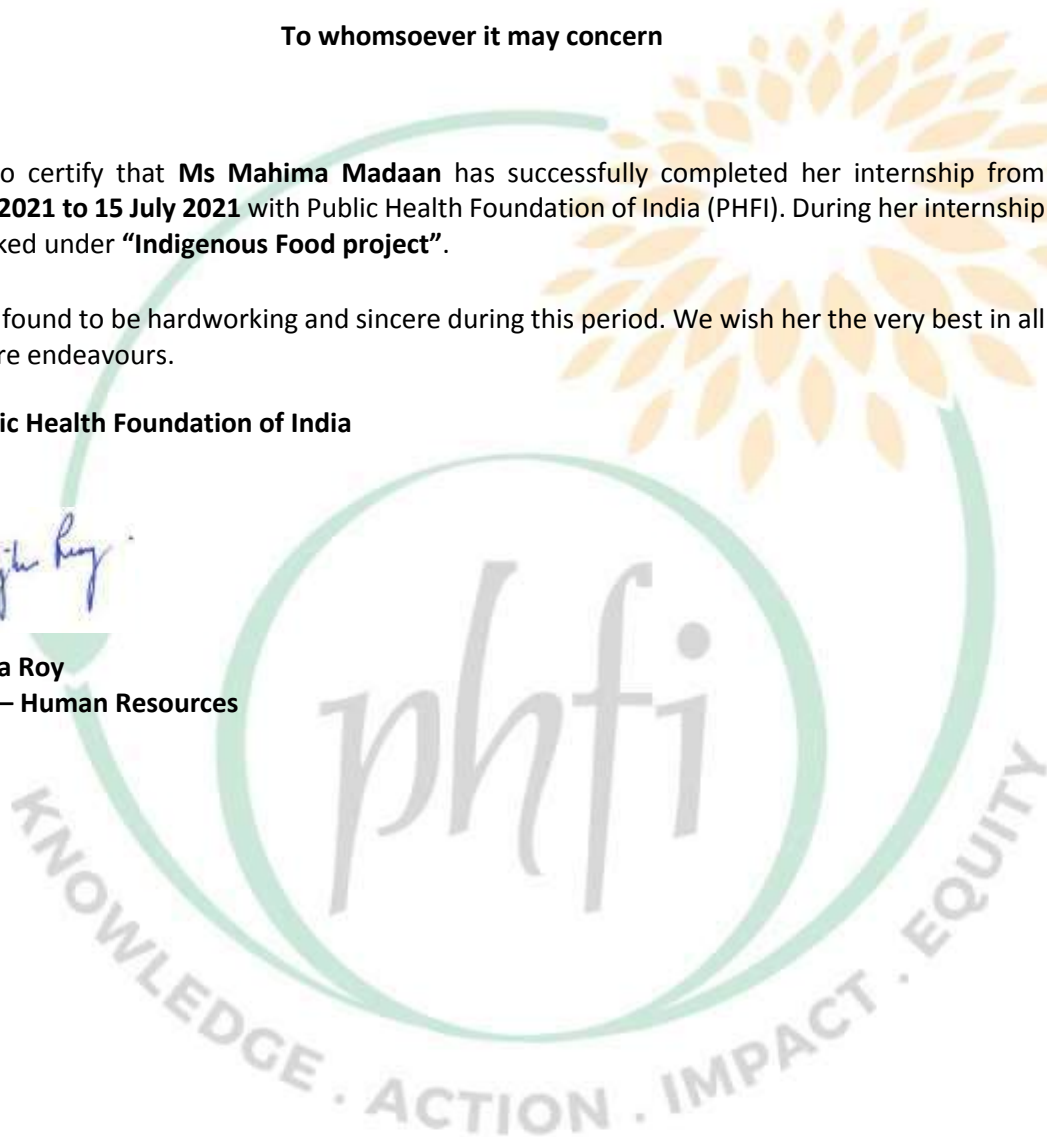 To whomsoever it may concern
o certify that Ms Mahima Madaan has successfully completed her internship from
2021 to 15 July 2021 with Public Health Foundation of India (PHFI). During her internship
ked under “Indigenous Food project”.
found to be hardworking and sincere during this period. We wish her the very best in all
re endeavours.
ic Health Foundation of India
Roy
a Roy
– Human Resources
phfi
KNOWLEDGE . ACTION . IMPACT . EQUITY